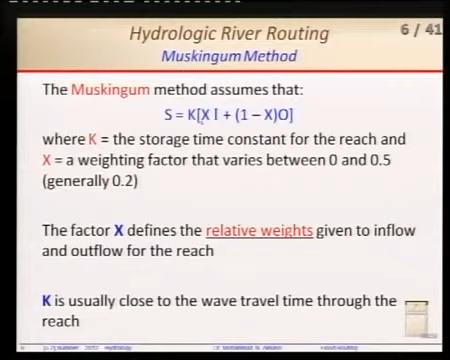 Hydrologic River Routing
6 / 41
Muskingum Method
The Muskingum method assumes that:
S = K[X I + (1 – X)O]
where K = the storage time constant for the reach and
X = a weighting factor that varies between 0 and 0.5
(generally 0.2)
The factor X defines the relative weights given to inflow
and outflow for the reach
K is usually close to the wave travel time through the
reach